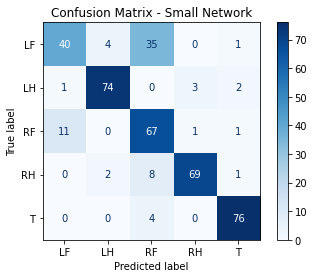 Confusion Matrix - Small Network
LF 40 4 35 0 1
LH 1 74 0 3 2
RF 11 0 67 1 1
RH 0 2 8 69 1
T 0 0 4 0 76
LF LH RF RH T
True label
Predicted label
70
60
50
40
30
20
10
0